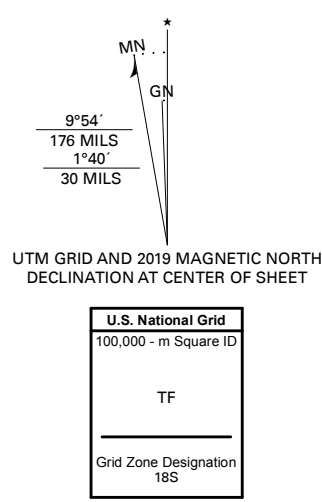 ★
MN
GN
9°54´
176 MILS
1°40´
30 MILS
UTM GRID AND 2019 MAGNETIC NORTH
DECLINATION AT CENTER OF SHEET
U.S. National Grid
100,000 - m Square ID
TF
Grid Zone Designation
18S